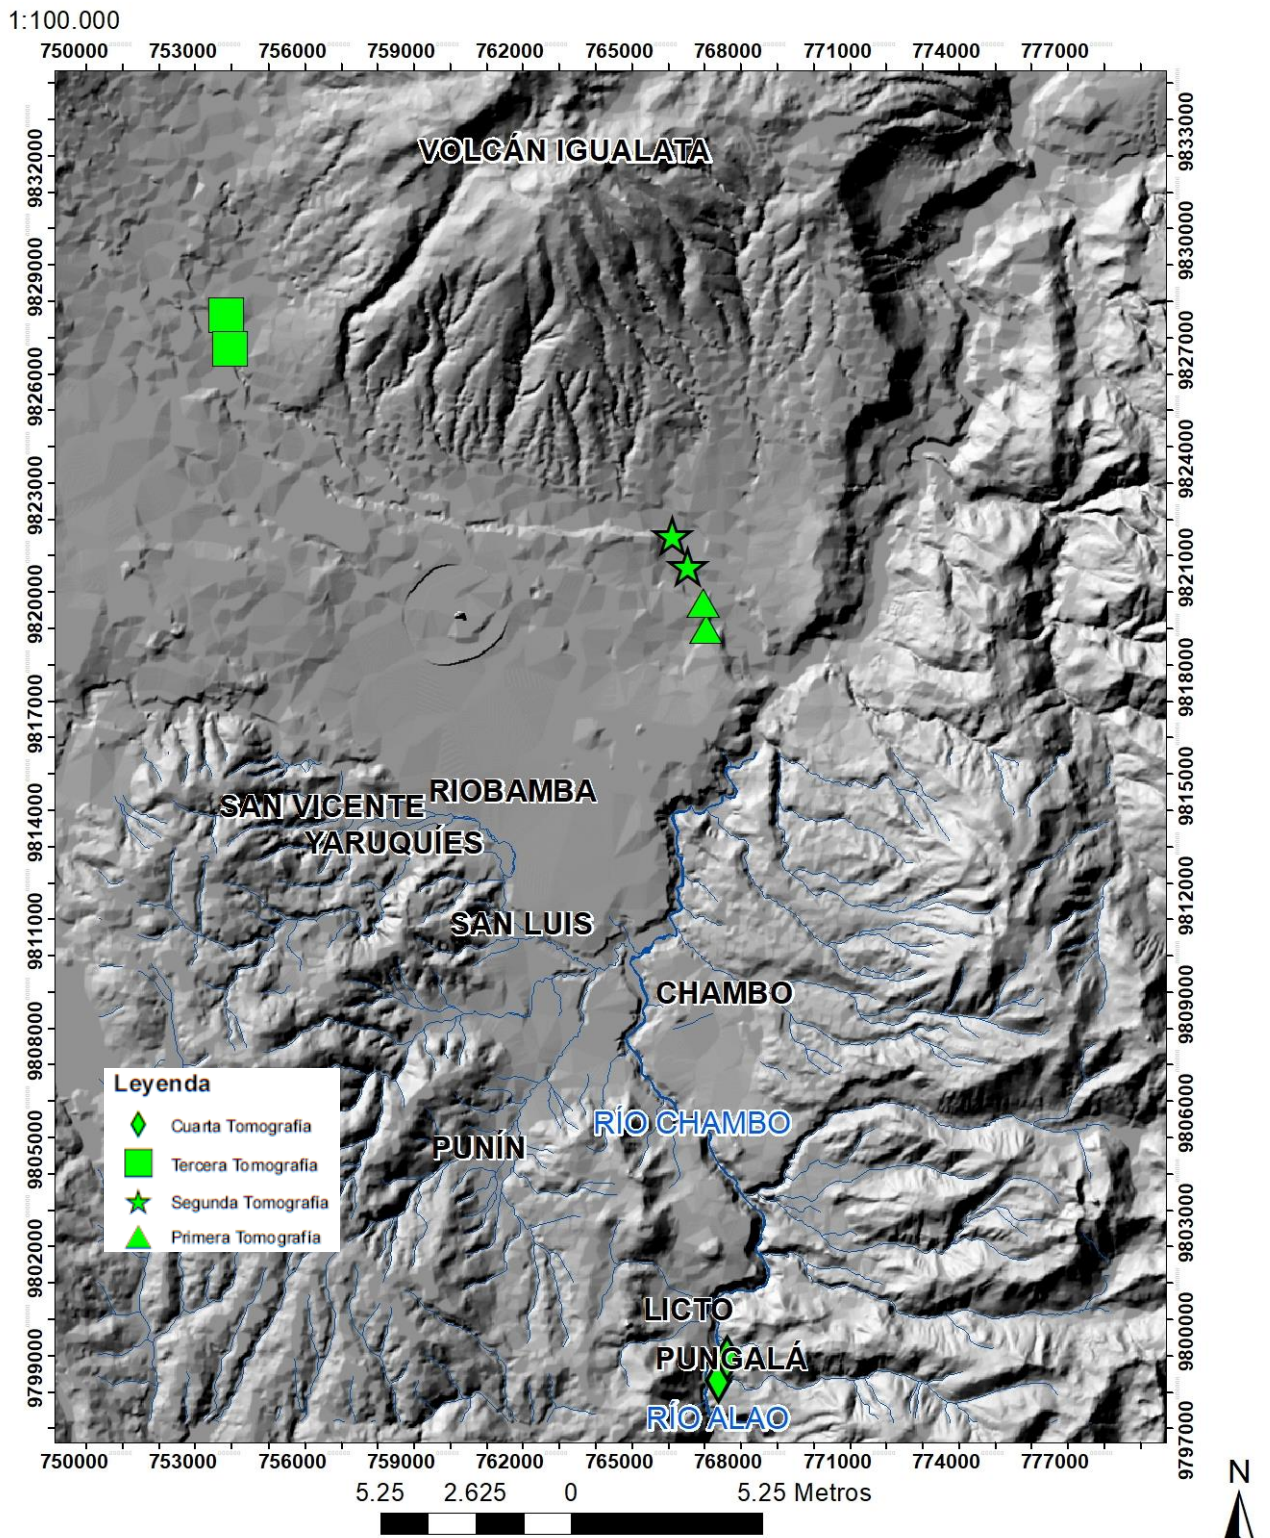 1:100.000
750000 753000 756000 759000 762000 765000 768000 771000 774000 777000
9832000
9829000
9826000
9823000
9820000
9817000
9814000
9811000
9808000
9805000
9802000
9799000
9833000
9830000
9827000
9824000
9821000
9818000
9815000
9812000
9809000
9806000
9803000
9800000
9797000
VOLCÁN IGUALATA
RIOBAMBA
SAN VICENTE
YARUQUÍES
SAN LUIS
CHAMBO
RÍO CHAMBO
PUNÍN
LICTO
PUNGALÁ
RÍO ALAO
Leyenda
Cuarta Tomografía
Tercera Tomografía
Segunda Tomografía
Primera Tomografía
750000 753000 756000 759000 762000 765000 768000 771000 774000 777000
5.25 2.625 0 5.25 Metros
N